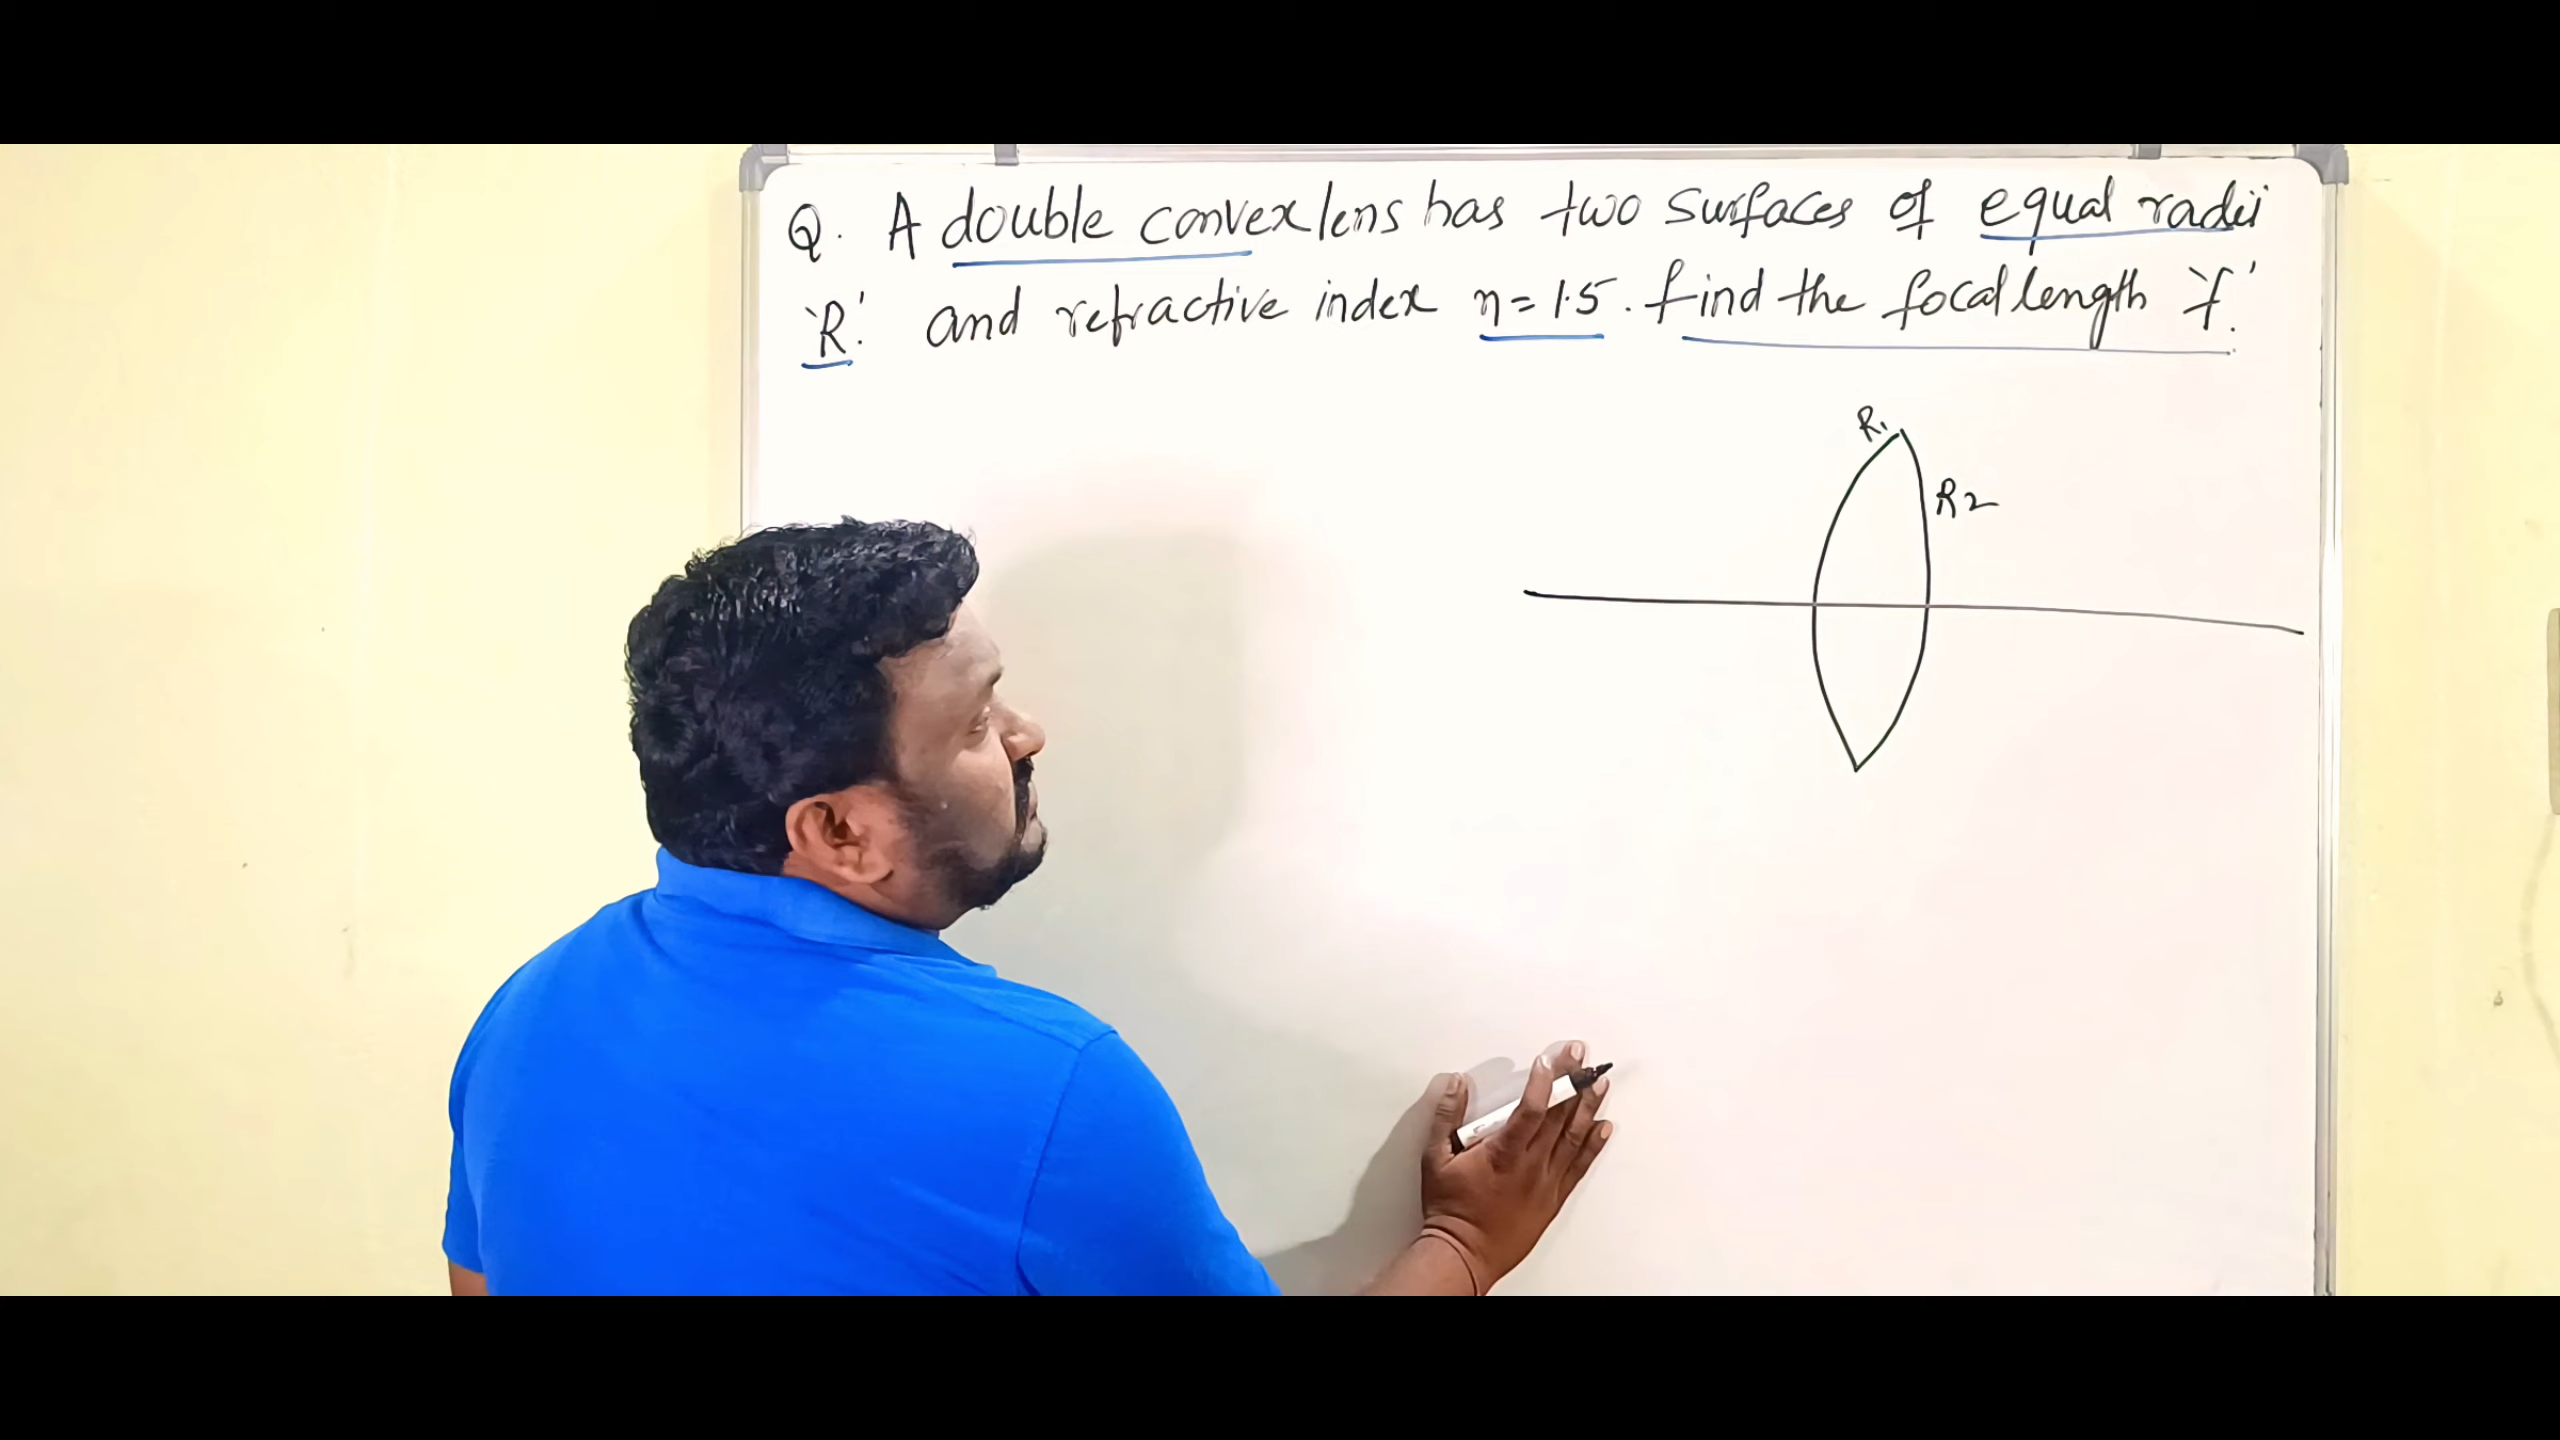 Q. A double convex lens has two surfaces of equal radii
'R'. and refractive index η = 1.5. find the focal length 'f'.
R1
R2